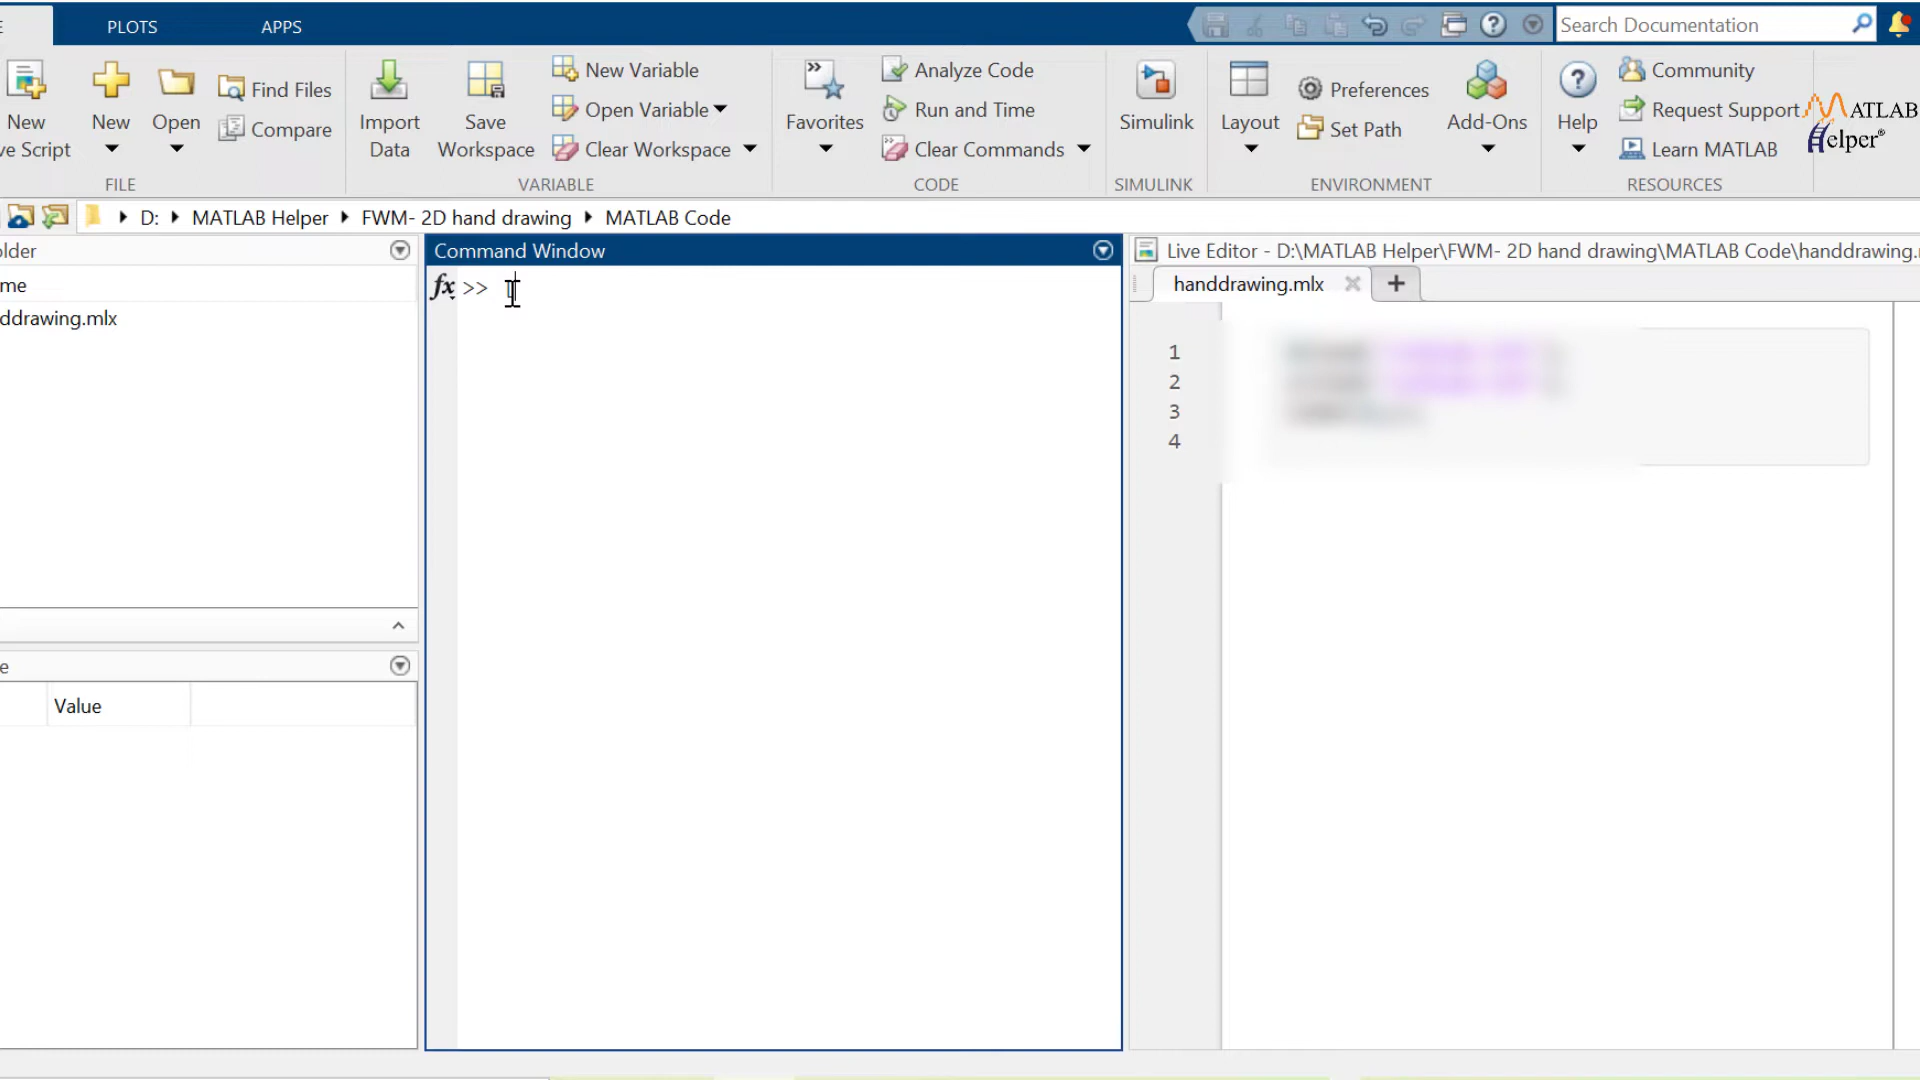 E
PLOTS
APPS
Search Documentation
New
ve Script
New
Open
Find Files
Compare
FILE
Import
Data
Save
Workspace
New Variable
Open Variable
Clear Workspace
VARIABLE
Favorites
Analyze Code
Run and Time
Clear Commands
CODE
Simulink
SIMULINK
Layout
Preferences
Set Path
Add-Ons
ENVIRONMENT
Help
Community
Request Support
Learn MATLAB
RESOURCES
MATLAB
Helper®
D: MATLAB Helper FWM- 2D hand drawing MATLAB Code
older
me
ddrawing.mlx
e
Value
Command Window
fx >>
Live Editor - D:\MATLAB Helper\FWM- 2D hand drawing\MATLAB Code\handdrawing.
handdrawing.mlx
1
2
3
4